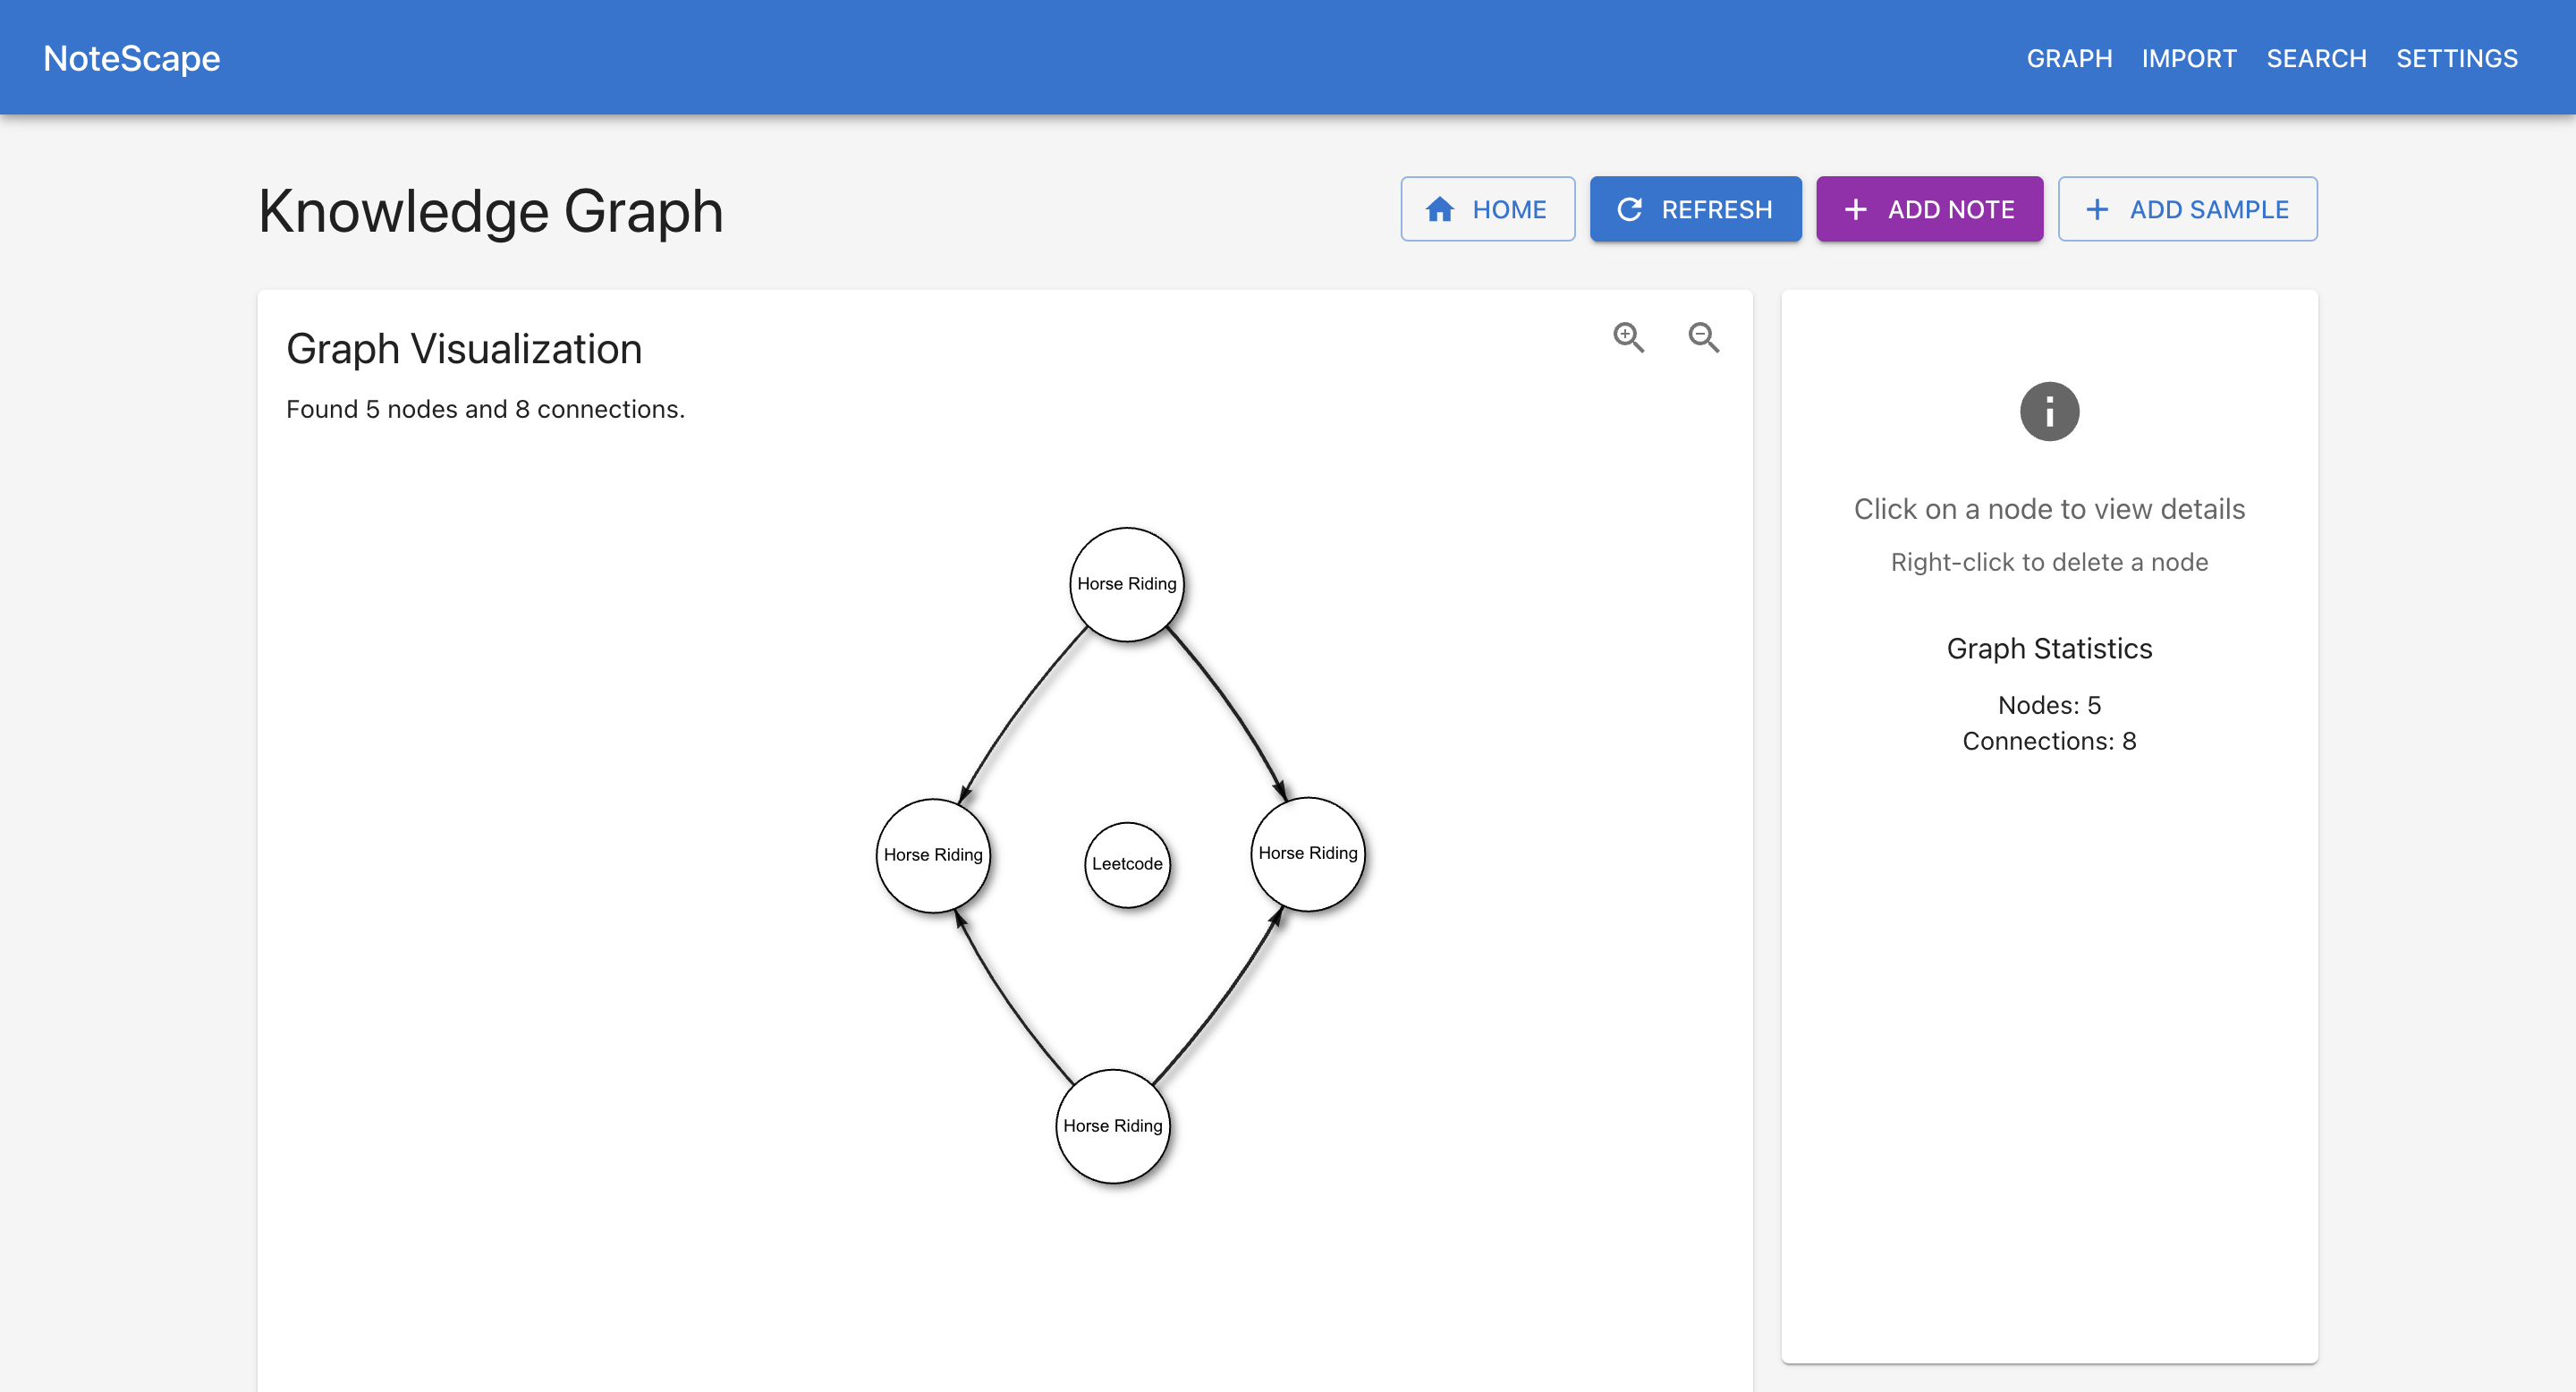 NoteScape
GRAPH IMPORT SEARCH SETTINGS
Knowledge Graph
HOME
REFRESH
ADD NOTE
ADD SAMPLE
Graph Visualization
Found 5 nodes and 8 connections.
Horse Riding
Horse Riding
Leetcode
Horse Riding
Horse Riding
Click on a node to view details
Right-click to delete a node
Graph Statistics
Nodes: 5
Connections: 8